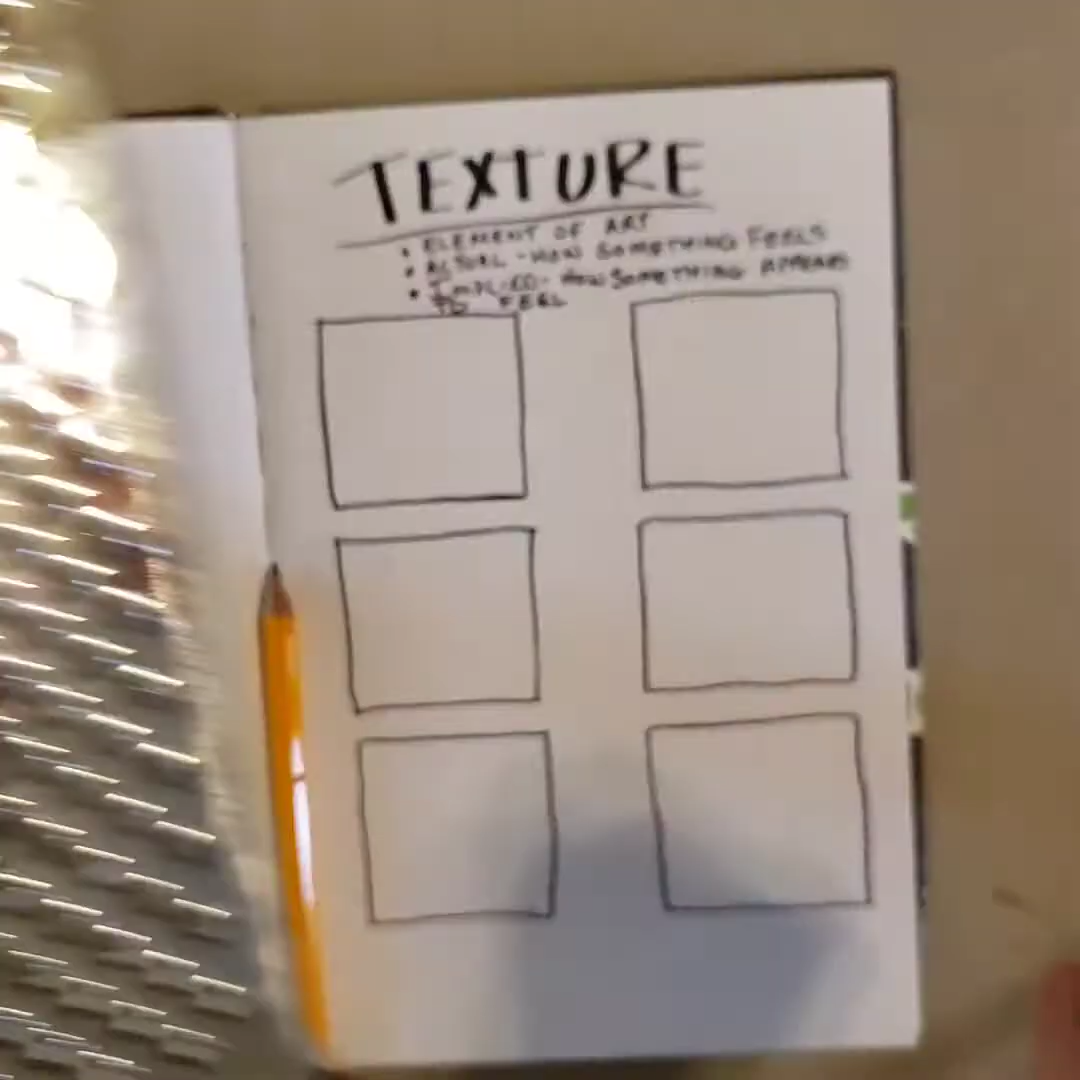 TEXTURE
• ELEMENT OF ART
• ACTUAL - HOW SOMETHING FEELS
• IMPLIED - HOW SOMETHING APPEARS
TO FEEL